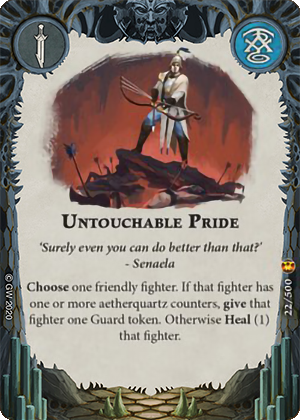 UNTOUCHABLE PRIDE
'Surely even you can do better than that?'
- Senaela
Choose one friendly fighter. If that fighter has
one or more aetherquartz counters, give that
fighter one Guard token. Otherwise Heal (1)
that fighter.
© GW 2020
22/500